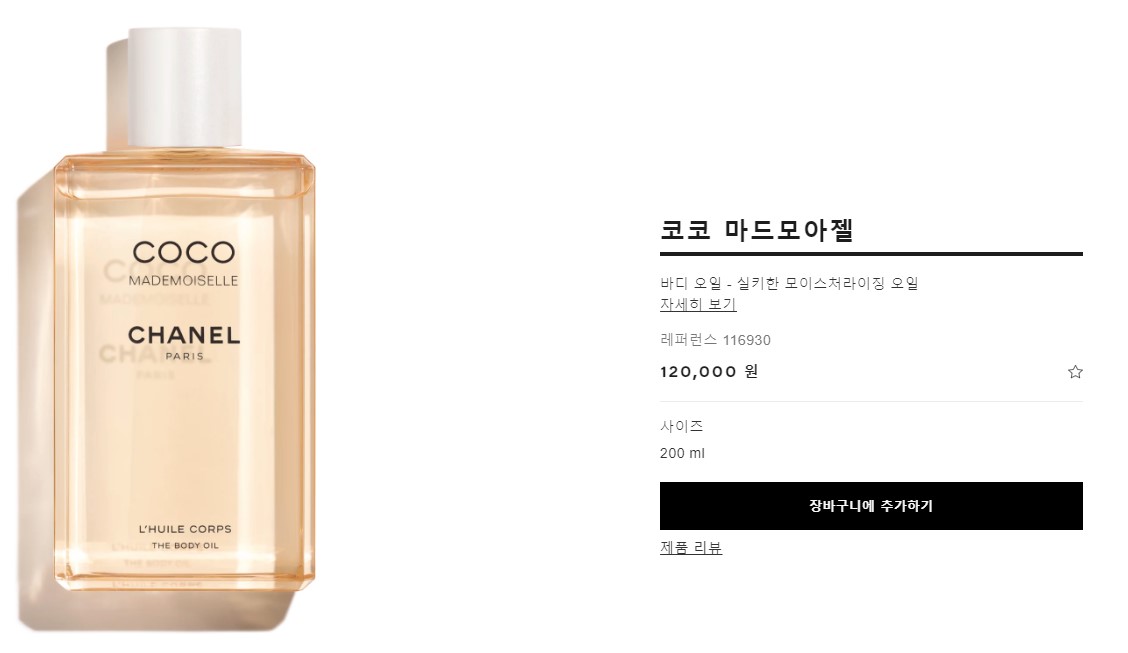 COCO
MADEMOISELLE
CHANEL
PARIS
L'HUILE CORPS
THE BODY OIL
코코 마드모아젤
바디 오일 - 실키한 모이스처라이징 오일
자세히 보기
레퍼런스 116930
120,000 원
사이즈
200 ml
장바구니에 추가하기
제품 리뷰